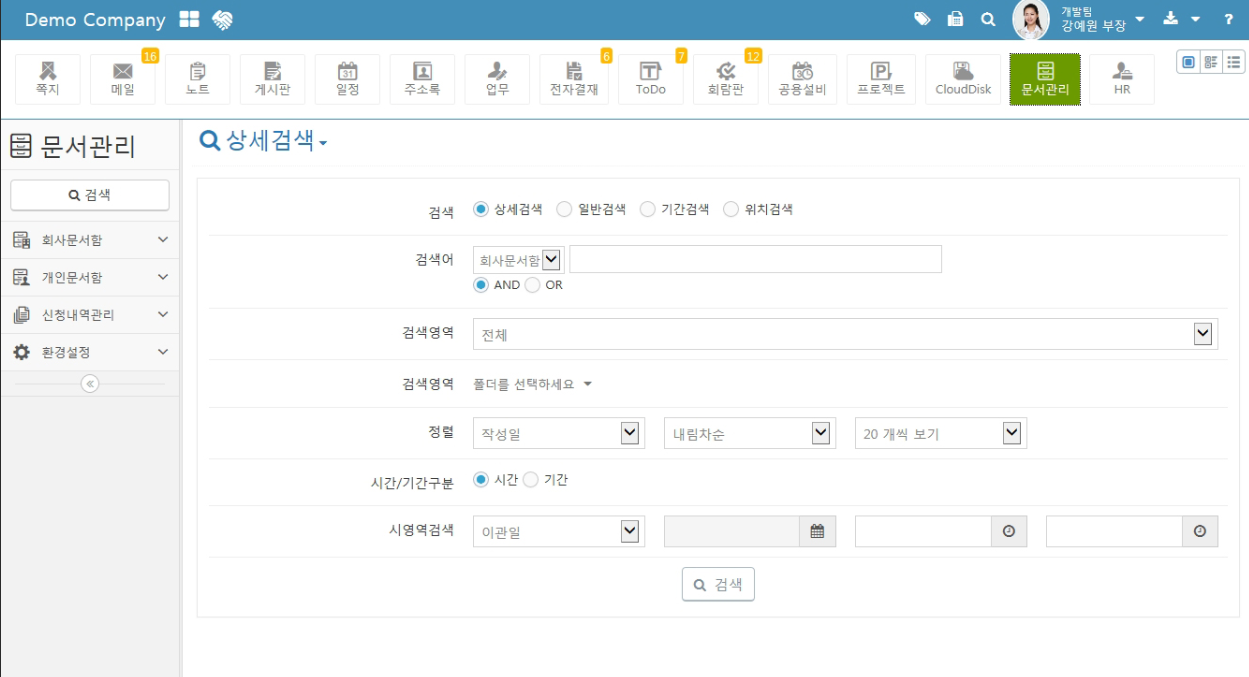 Demo Company
개발팀
강예원 부장
?
16
6
7
12
쪽지
메일
노트
게시판
일정
주소록
업무
전자결재
ToDo
회람판
공용설비
프로젝트
CloudDisk
문서관리
HR
문서관리
검색
회사문서함
개인문서함
신청내역관리
환경설정
상세검색
검색 상세검색 일반검색 기간검색 위치검색
검색어 회사문서함
AND OR
검색영역 전체
검색영역 폴더를 선택하세요
정렬 작성일 내림차순 20 개씩 보기
시간/기간구분 시간 기간
시영역검색 이관일
검색